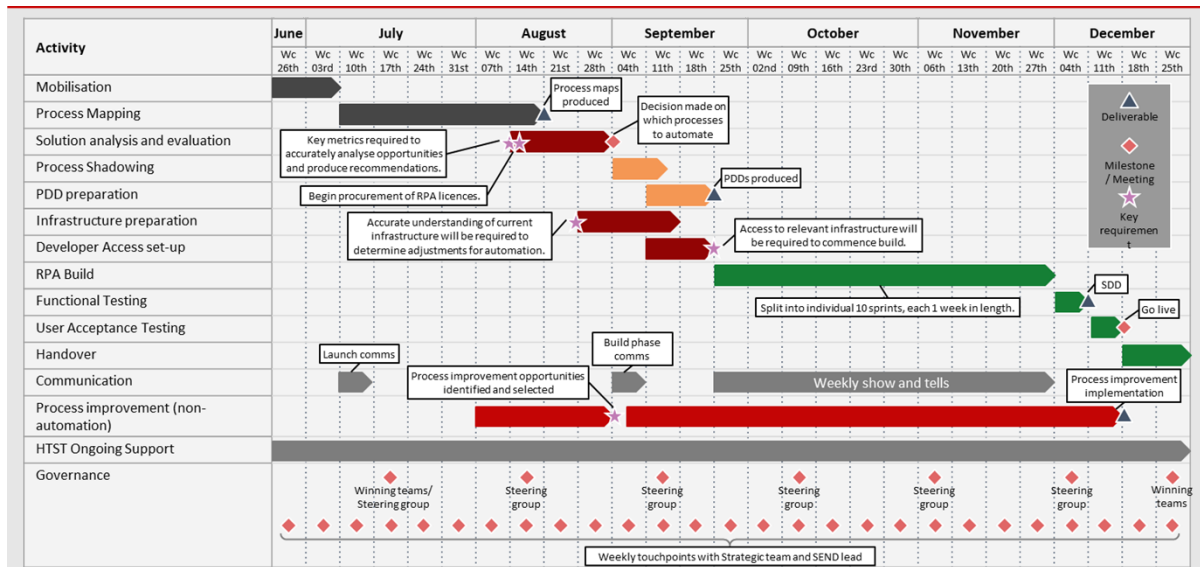 Activity
June
July
August
September
October
November
December
Wc 26th
Wc 03rd
Wc 10th
Wc 17th
Wc 24th
Wc 31st
Wc 07th
Wc 14th
Wc 21st
Wc 28th
Wc 04th
Wc 11th
Wc 18th
Wc 25th
Wc 02nd
Wc 09th
Wc 16th
Wc 23rd
Wc 30th
Wc 06th
Wc 13th
Wc 20th
Wc 27th
Wc 04th
Wc 11th
Wc 18th
Wc 25th
Mobilisation
Process Mapping
Process maps
produced
Solution analysis and evaluation
Key metrics required to
accurately analyse opportunities
and produce recommendations.
Decision made on
which processes
to automate
Process Shadowing
PDD preparation
Begin procurement of RPA licences.
PDDs produced
Infrastructure preparation
Accurate understanding of current
infrastructure will be required to
determine adjustments for automation.
Developer Access set-up
Access to relevant infrastructure will
be required to commence build.
RPA Build
Split into individual 10 sprints, each 1 week in length.
Functional Testing
SDD
User Acceptance Testing
Go live
Handover
Launch comms
Build phase
comms
Communication
Weekly show and tells
Process improvement opportunities
identified and selected
Process improvement
implementation
Process improvement (non-
automation)
HTST Ongoing Support
Governance
Winning teams/
Steering group
Steering
group
Steering
group
Steering
group
Steering
group
Steering
group
Winning
teams
Weekly touchpoints with Strategic team and SEND lead
Deliverable
Milestone
/ Meeting
Key
requiremen
t